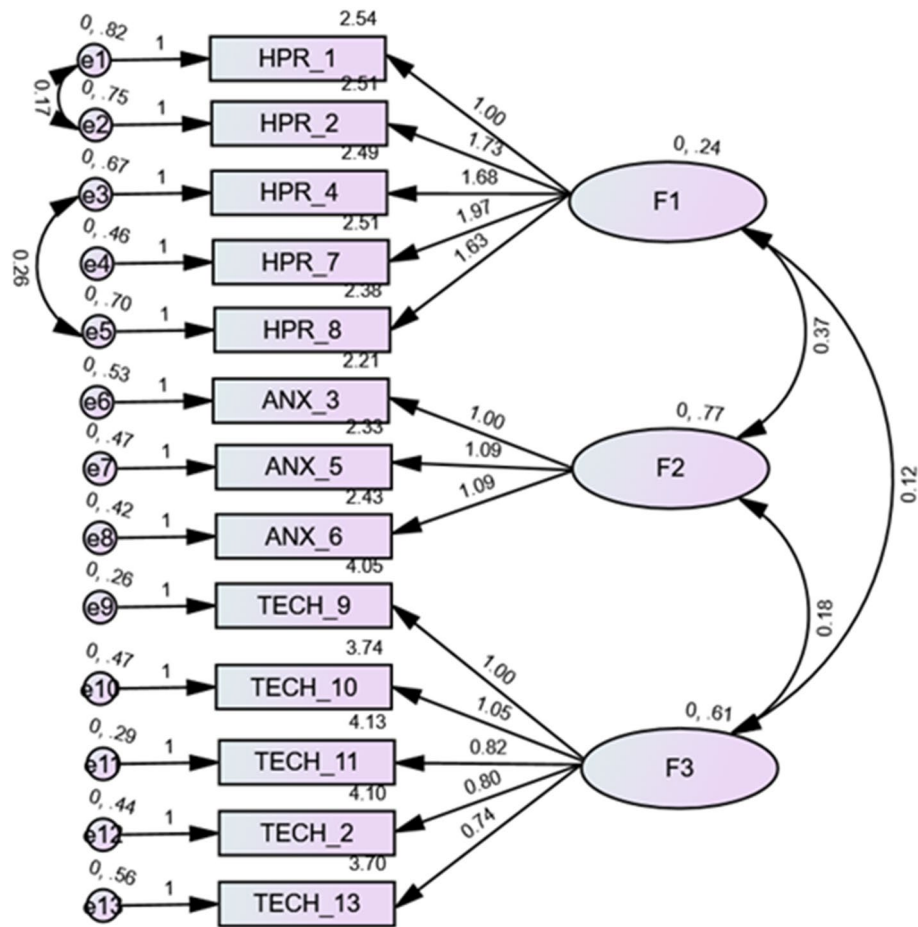 0, .82
e1
1
2.54
HPR_1
0.17
0, .75
e2
1
2.51
HPR_2
0, .67
e3
1
2.49
HPR_4
0, .46
e4
1
2.51
HPR_7
0.26
0, .70
e5
1
2.38
HPR_8
1.00
1.73
1.68
1.97
1.63
0, .24
F1
0, .53
e6
1
2.21
ANX_3
0, .47
e7
1
2.33
ANX_5
0, .42
e8
1
2.43
ANX_6
1.00
1.09
1.09
0, .77
F2
0.37
0.12
0.18
0, .26
e9
1
4.05
TECH_9
0, .47
e10
1
3.74
TECH_10
0, .29
e11
1
4.13
TECH_11
0, .44
e12
1
4.10
TECH_2
0, .56
e13
1
3.70
TECH_13
1.00
1.05
0.82
0.80
0.74
0, .61
F3